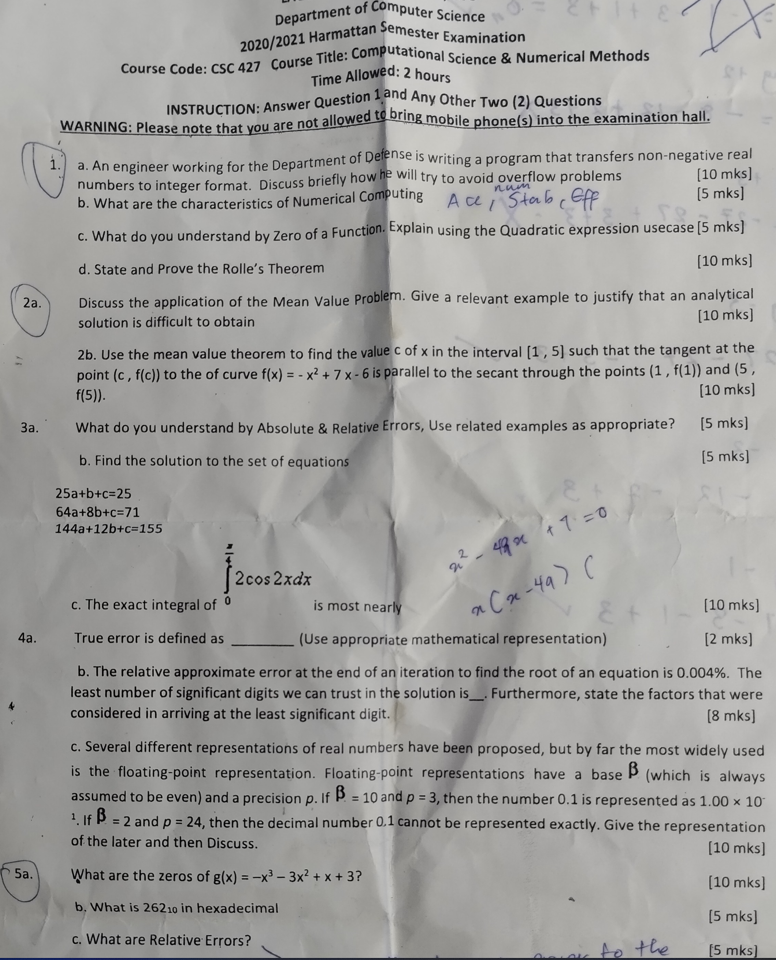 Department of Computer Science
2020/2021 Harmattan Semester Examination
Course Code: CSC 427 Course Title: Computational Science & Numerical Methods
Time Allowed: 2 hours
INSTRUCTION: Answer Question 1 and Any Other Two (2) Questions
WARNING: Please note that you are not allowed to bring mobile phone(s) into the examination hall.
1. a. An engineer working for the Department of Defense is writing a program that transfers non-negative real
numbers to integer format. Discuss briefly how he will try to avoid overflow problems [10 mks]
b. What are the characteristics of Numerical Computing Acc, num Stab, Eff [5 mks]
c. What do you understand by Zero of a Function. Explain using the Quadratic expression usecase [5 mks]
d. State and Prove the Rolle's Theorem [10 mks]
2a. Discuss the application of the Mean Value Problem. Give a relevant example to justify that an analytical
solution is difficult to obtain [10 mks]
2b. Use the mean value theorem to find the value c of x in the interval [1 , 5] such that the tangent at the
point (c , f(c)) to the of curve f(x) = - x² + 7 x - 6 is parallel to the secant through the points (1 , f(1)) and (5 ,
f(5)). [10 mks]
3a. What do you understand by Absolute & Relative Errors, Use related examples as appropriate? [5 mks]
b. Find the solution to the set of equations [5 mks]
25a+b+c=25
64a+8b+c=71
144a+12b+c=155
x² - 49x + 7 = 0
x(x-49) (
c. The exact integral of ∫₀^(π/4) 2cos2xdx is most nearly [10 mks]
4a. True error is defined as ________ (Use appropriate mathematical representation) [2 mks]
b. The relative approximate error at the end of an iteration to find the root of an equation is 0.004%. The
least number of significant digits we can trust in the solution is__. Furthermore, state the factors that were
considered in arriving at the least significant digit. [8 mks]
c. Several different representations of real numbers have been proposed, but by far the most widely used
is the floating-point representation. Floating-point representations have a base β (which is always
assumed to be even) and a precision p. If β = 10 and p = 3, then the number 0.1 is represented as 1.00 × 10⁻
¹. If β = 2 and p = 24, then the decimal number 0.1 cannot be represented exactly. Give the representation
of the later and then Discuss. [10 mks]
5a. What are the zeros of g(x) = –x³ – 3x² + x + 3? [10 mks]
b. What is 262₁₀ in hexadecimal [5 mks]
c. What are Relative Errors? [5 mks]
to the